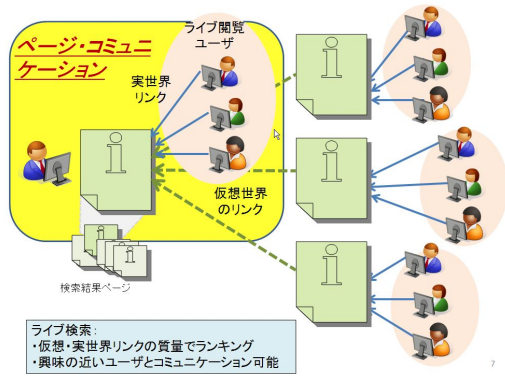 ページ・コミュニ
ケーション
ライブ閲覧
ユーザ
実世界
リンク
仮想世界
のリンク
検索結果ページ
ライブ検索：
・仮想・実世界リンクの質量でランキング
・興味の近いユーザとコミュニケーション可能
7